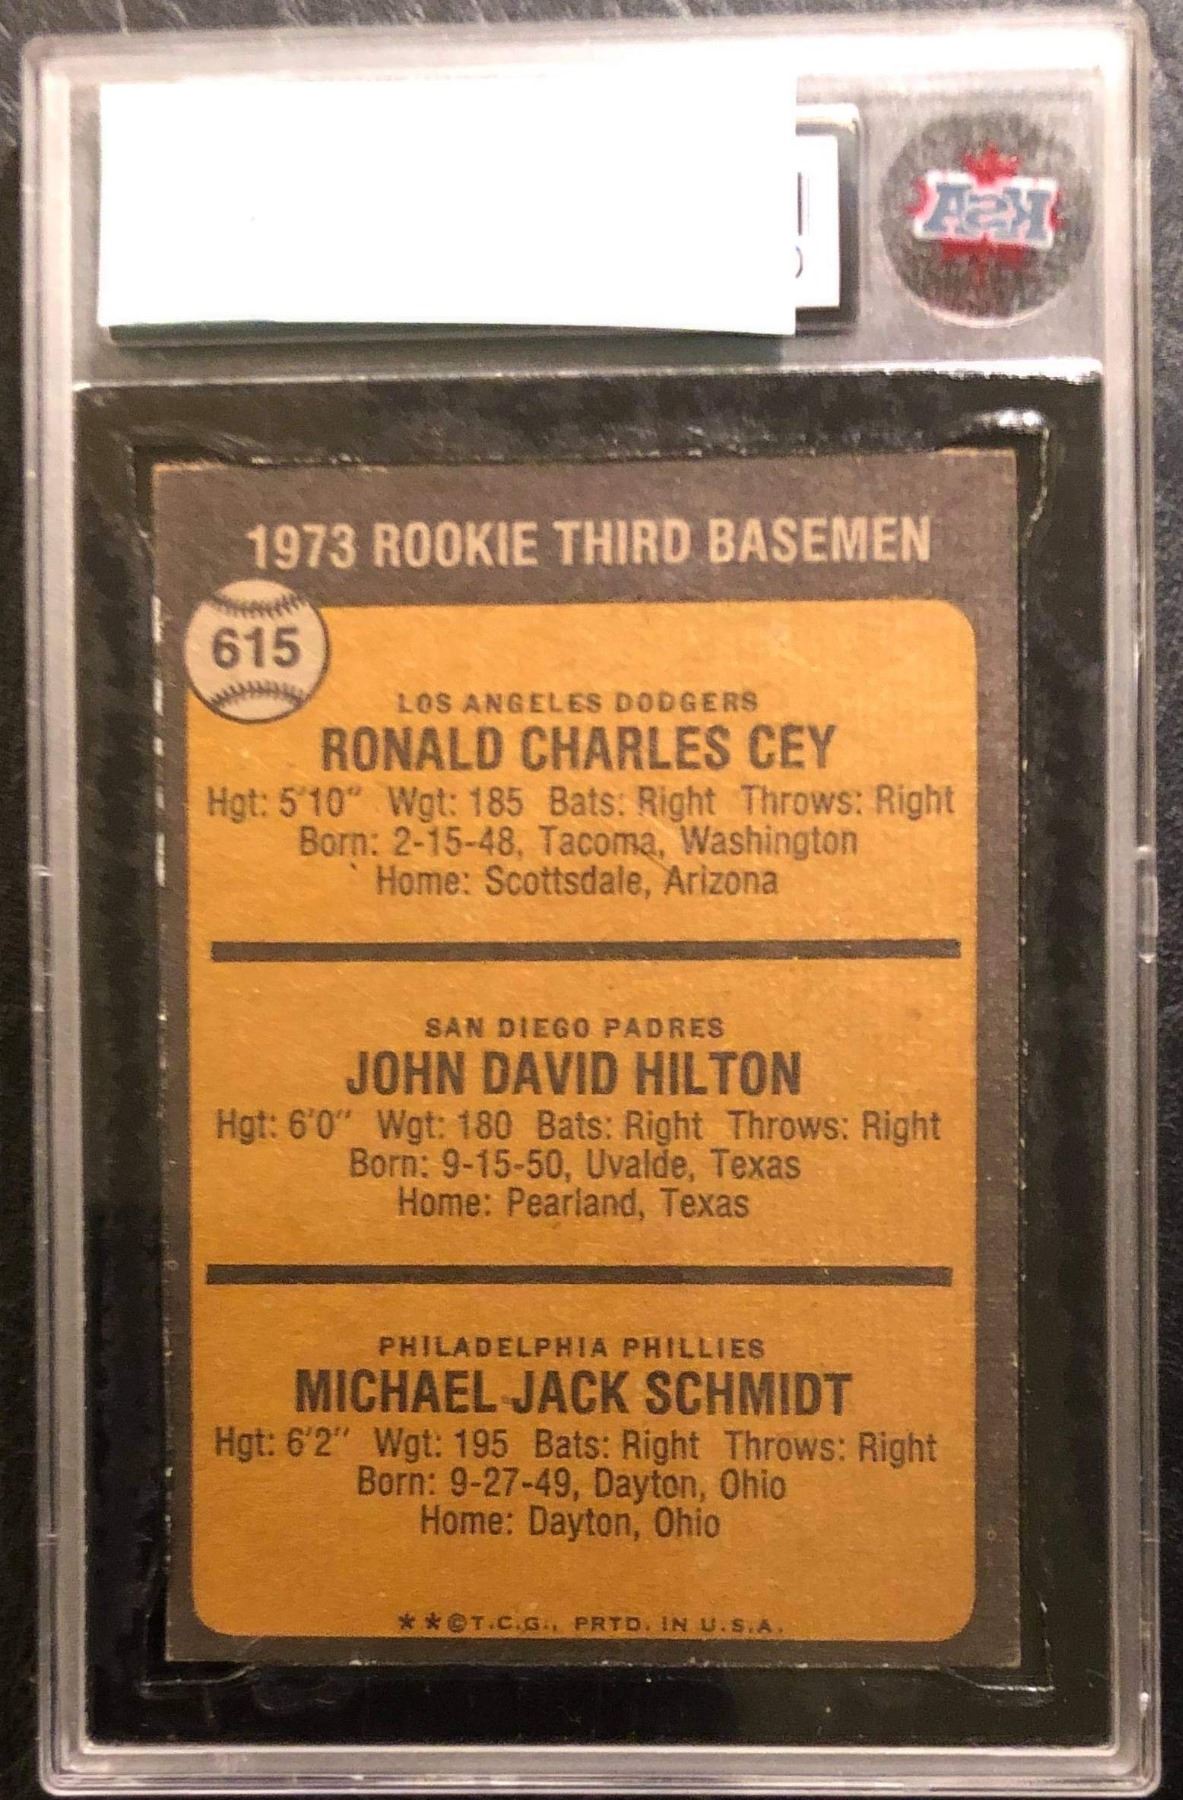 KSA
1973 ROOKIE THIRD BASEMEN
615
LOS ANGELES DODGERS
RONALD CHARLES CEY
Hgt: 5'10" Wgt: 185 Bats: Right Throws: Right
Born: 2-15-48, Tacoma, Washington
Home: Scottsdale, Arizona
SAN DIEGO PADRES
JOHN DAVID HILTON
Hgt: 6'0" Wgt: 180 Bats: Right Throws: Right
Born: 9-15-50, Uvalde, Texas
Home: Pearland, Texas
PHILADELPHIA PHILLIES
MICHAEL JACK SCHMIDT
Hgt: 6'2" Wgt: 195 Bats: Right Throws: Right
Born: 9-27-49, Dayton, Ohio
Home: Dayton, Ohio
**©T.C.G., PRTD. IN U.S.A.